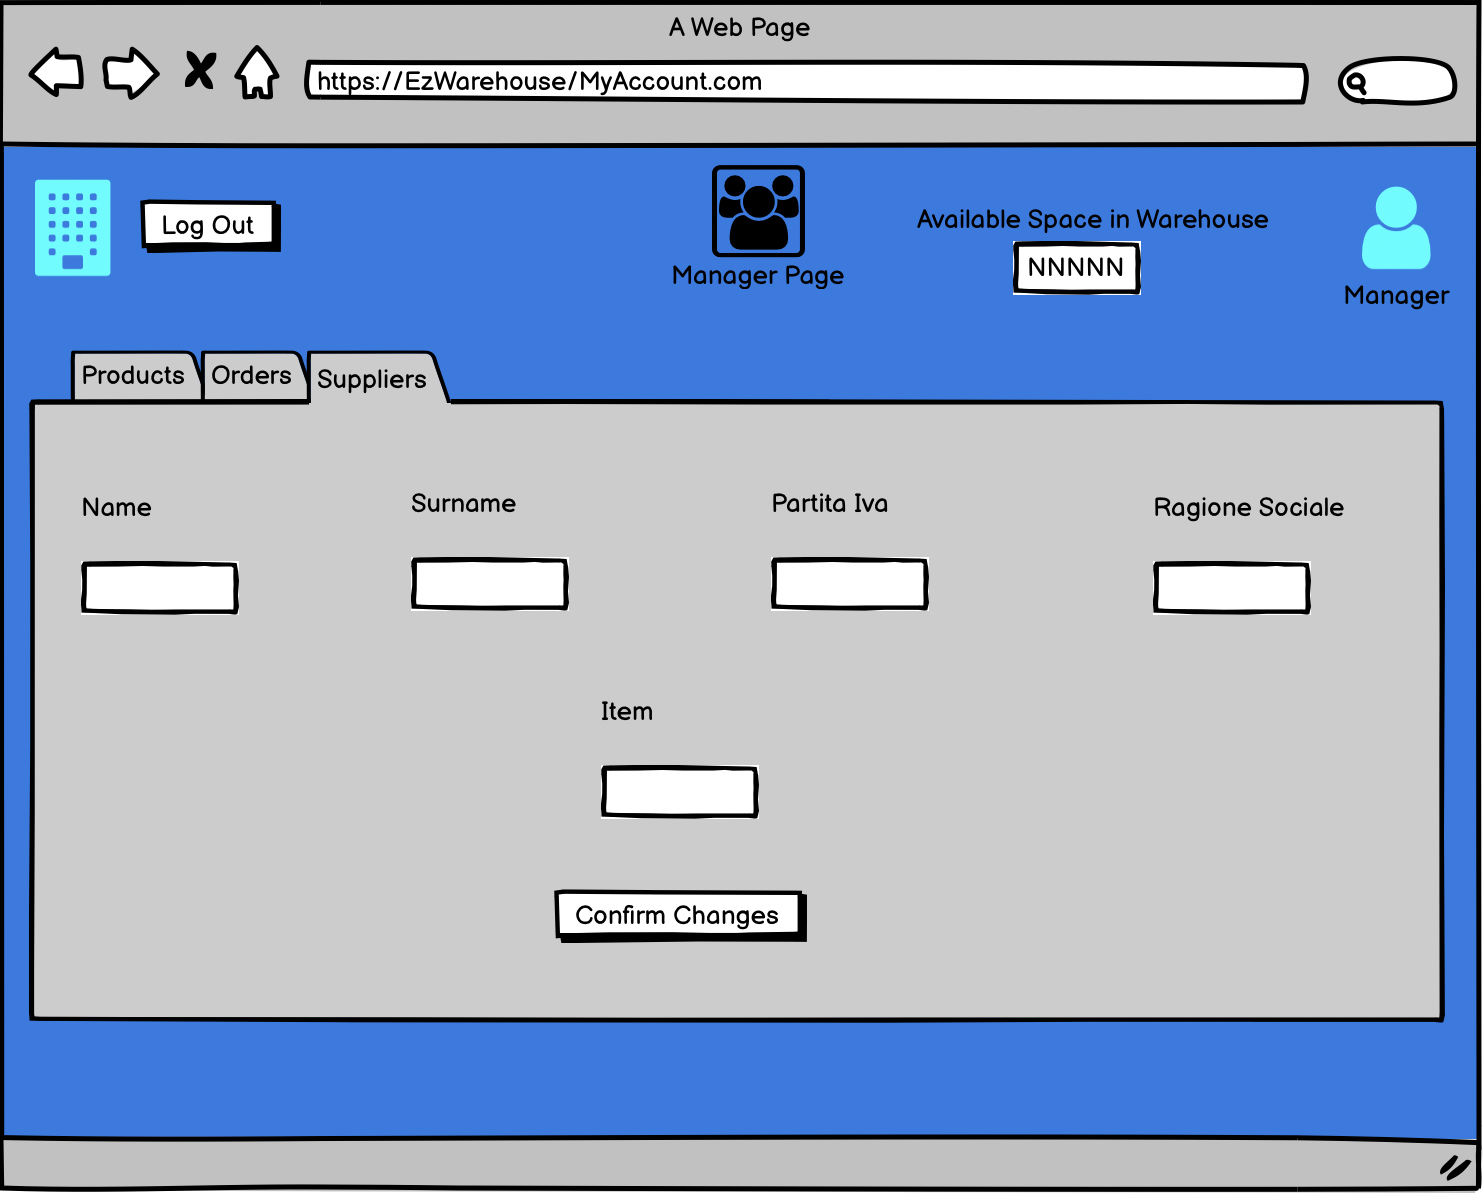 A Web Page
https://EzWarehouse/MyAccount.com
Log Out
Manager Page
Available Space in Warehouse
NNNNN
Manager
Products
Orders
Suppliers
Name
Surname
Partita Iva
Ragione Sociale
Item
Confirm Changes